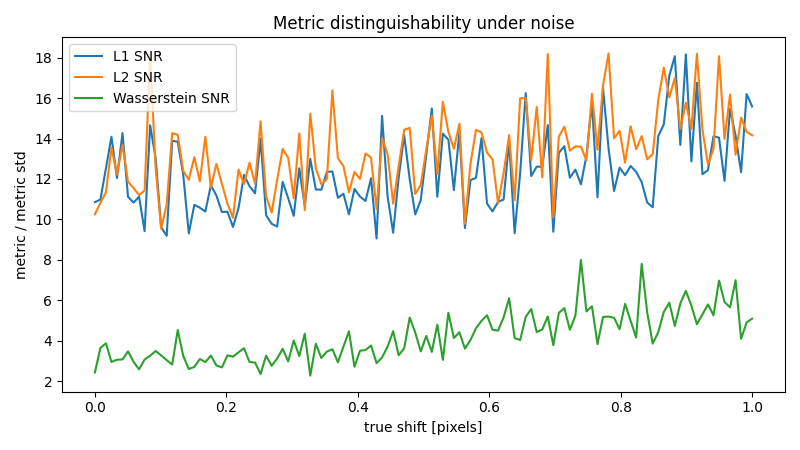 Metric distinguishability under noise
L1 SNR
L2 SNR
Wasserstein SNR
metric / metric std
18
16
14
12
10
8
6
4
2
0.0 0.2 0.4 0.6 0.8 1.0
true shift [pixels]